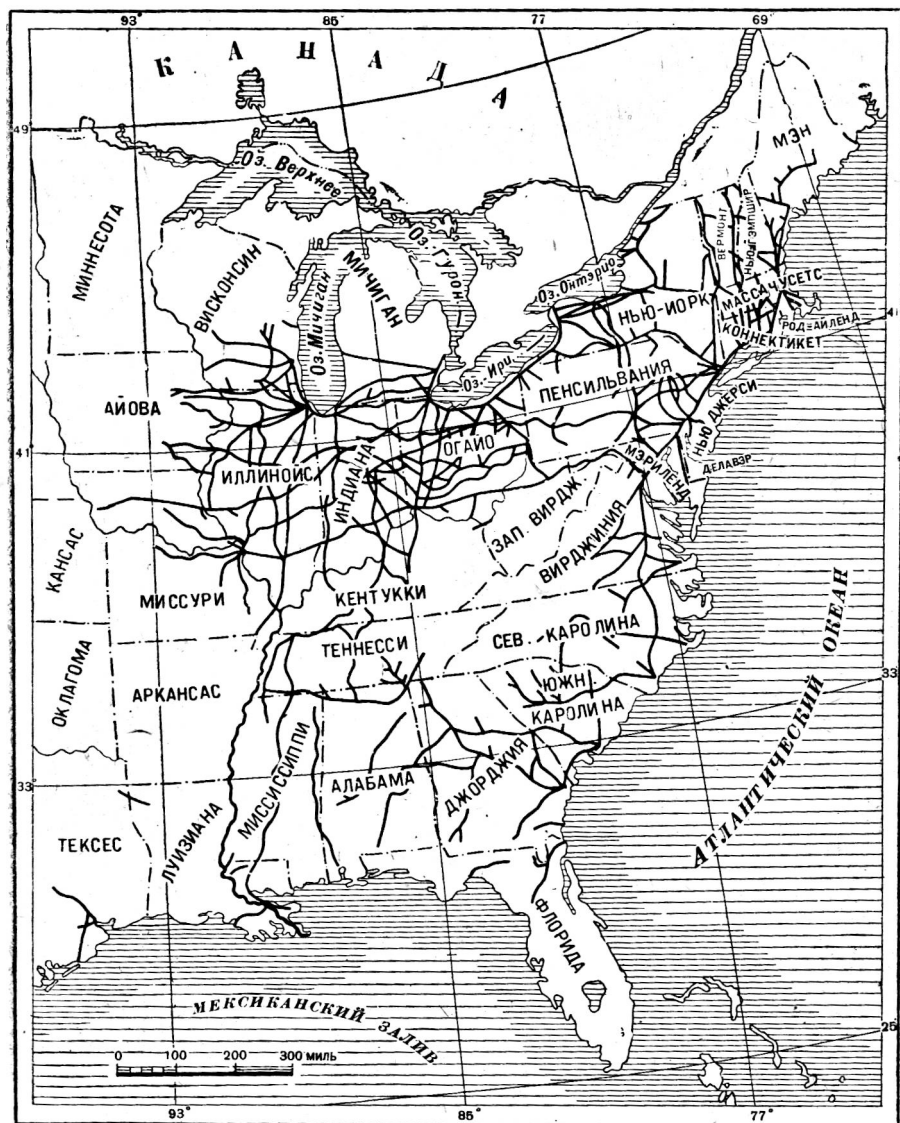 93°
85°
77
69
К А Н А Д А
49
Оз. Верхнее
МЭН
МИННЕСОТА
ВИСКОНСИН
Оз. Мичиган
МИЧИГАН
Оз. Гурон
Оз. Онтэрио
НЬЮ-ИОРК
ВЕРМОНТ
НЬЮ-ГЭМПШИР
МАССАЧУСЕТС
РОД-АЙЛЕНД
КОННЕКТИКЕТ
Оз. Ири
ПЕНСИЛЬВАНИЯ
НЬЮ ДЖЕРСИ
АЙОВА
41
ИЛЛИНОЙС
ИНДИАНА
ОГАЙО
МЭРИЛЕНД
ДЕЛАВЭР
ЗАП. ВИРДЖ.
ВИРДЖИНИЯ
КАНСАС
МИССУРИ
КЕНТУККИ
ОКЛАГОМА
АРКАНСАС
ТЕННЕССИ
СЕВ. КАРОЛИНА
ЮЖН.
КАРОЛИНА
33
33
ТЕКСЕС
ЛУИЗИАНА
МИССИССИППИ
АЛАБАМА
ДЖОРДЖИЯ
ФЛОРИДА
АТЛАНТИЧЕСКИЙ ОКЕАН
МЕКСИКАНСКИЙ ЗАЛИВ
25
0 100 200 300 МИЛЬ
93°
85°
77°